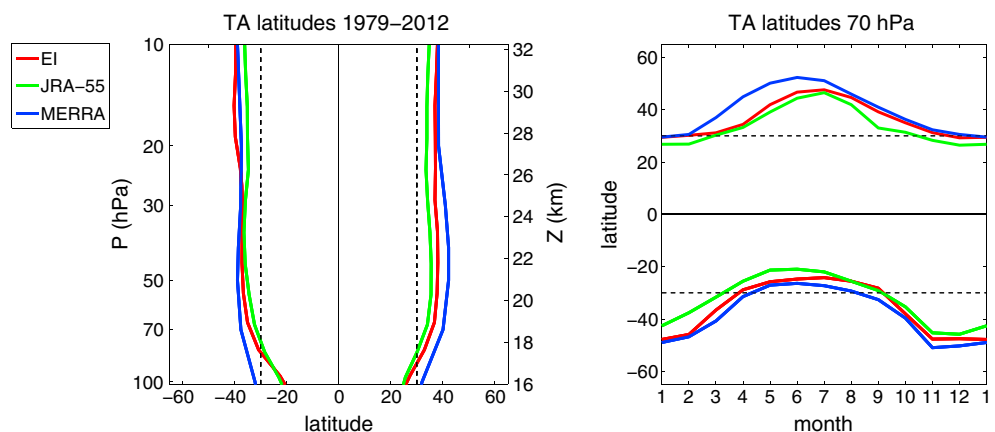 TA latitudes 1979−2012
EI
JRA−55
MERRA
10
20
30
50
70
100
P (hPa)
−60 −40 −20 0 20 40 60
latitude
32
30
28
26
24
22
20
18
16
Z (km)
TA latitudes 70 hPa
60
40
20
0
−20
−40
−60
latitude
1 2 3 4 5 6 7 8 9 10 11 12 1
month